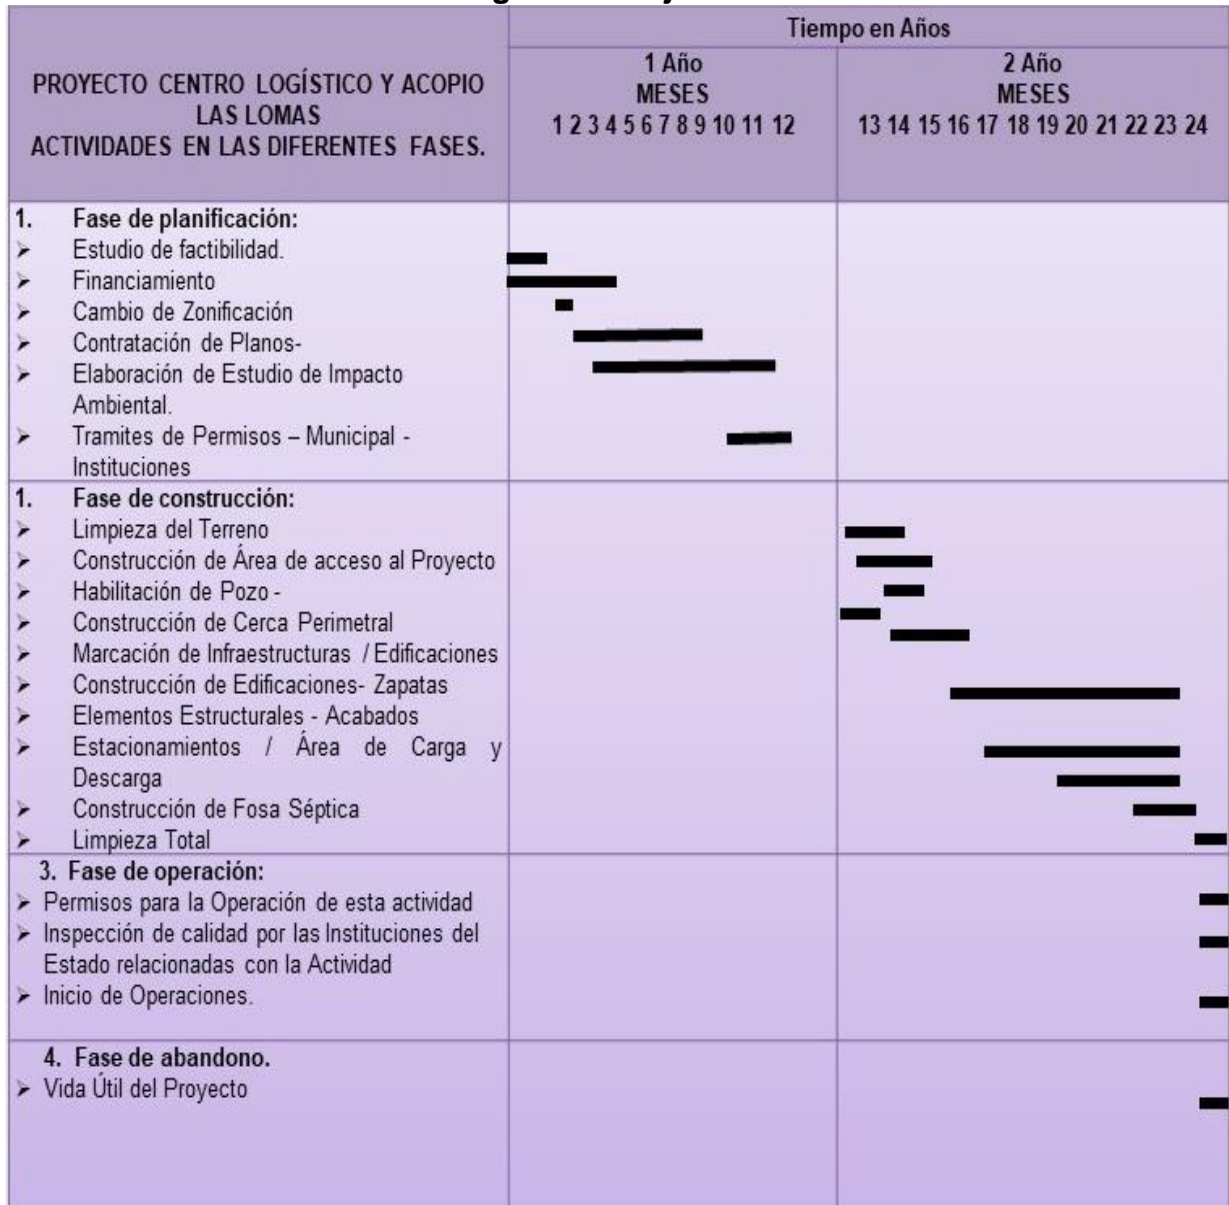 Tiempo en Años
PROYECTO CENTRO LOGÍSTICO Y ACOPIO
LAS LOMAS
ACTIVIDADES EN LAS DIFERENTES FASES.
1 Año
MESES
1 2 3 4 5 6 7 8 9 10 11 12
2 Año
MESES
13 14 15 16 17 18 19 20 21 22 23 24
1. Fase de planificación:
➢ Estudio de factibilidad.
➢ Financiamiento
➢ Cambio de Zonificación
➢ Contratación de Planos-
➢ Elaboración de Estudio de Impacto
Ambiental.
➢ Tramites de Permisos – Municipal -
Instituciones
1. Fase de construcción:
➢ Limpieza del Terreno
➢ Construcción de Área de acceso al Proyecto
➢ Habilitación de Pozo -
➢ Construcción de Cerca Perimetral
➢ Marcación de Infraestructuras / Edificaciones
➢ Construcción de Edificaciones- Zapatas
➢ Elementos Estructurales - Acabados
➢ Estacionamientos / Área de Carga y
Descarga
➢ Construcción de Fosa Séptica
➢ Limpieza Total
3. Fase de operación:
➢ Permisos para la Operación de esta actividad
➢ Inspección de calidad por las Instituciones del
Estado relacionadas con la Actividad
➢ Inicio de Operaciones.
4. Fase de abandono.
➢ Vida Útil del Proyecto